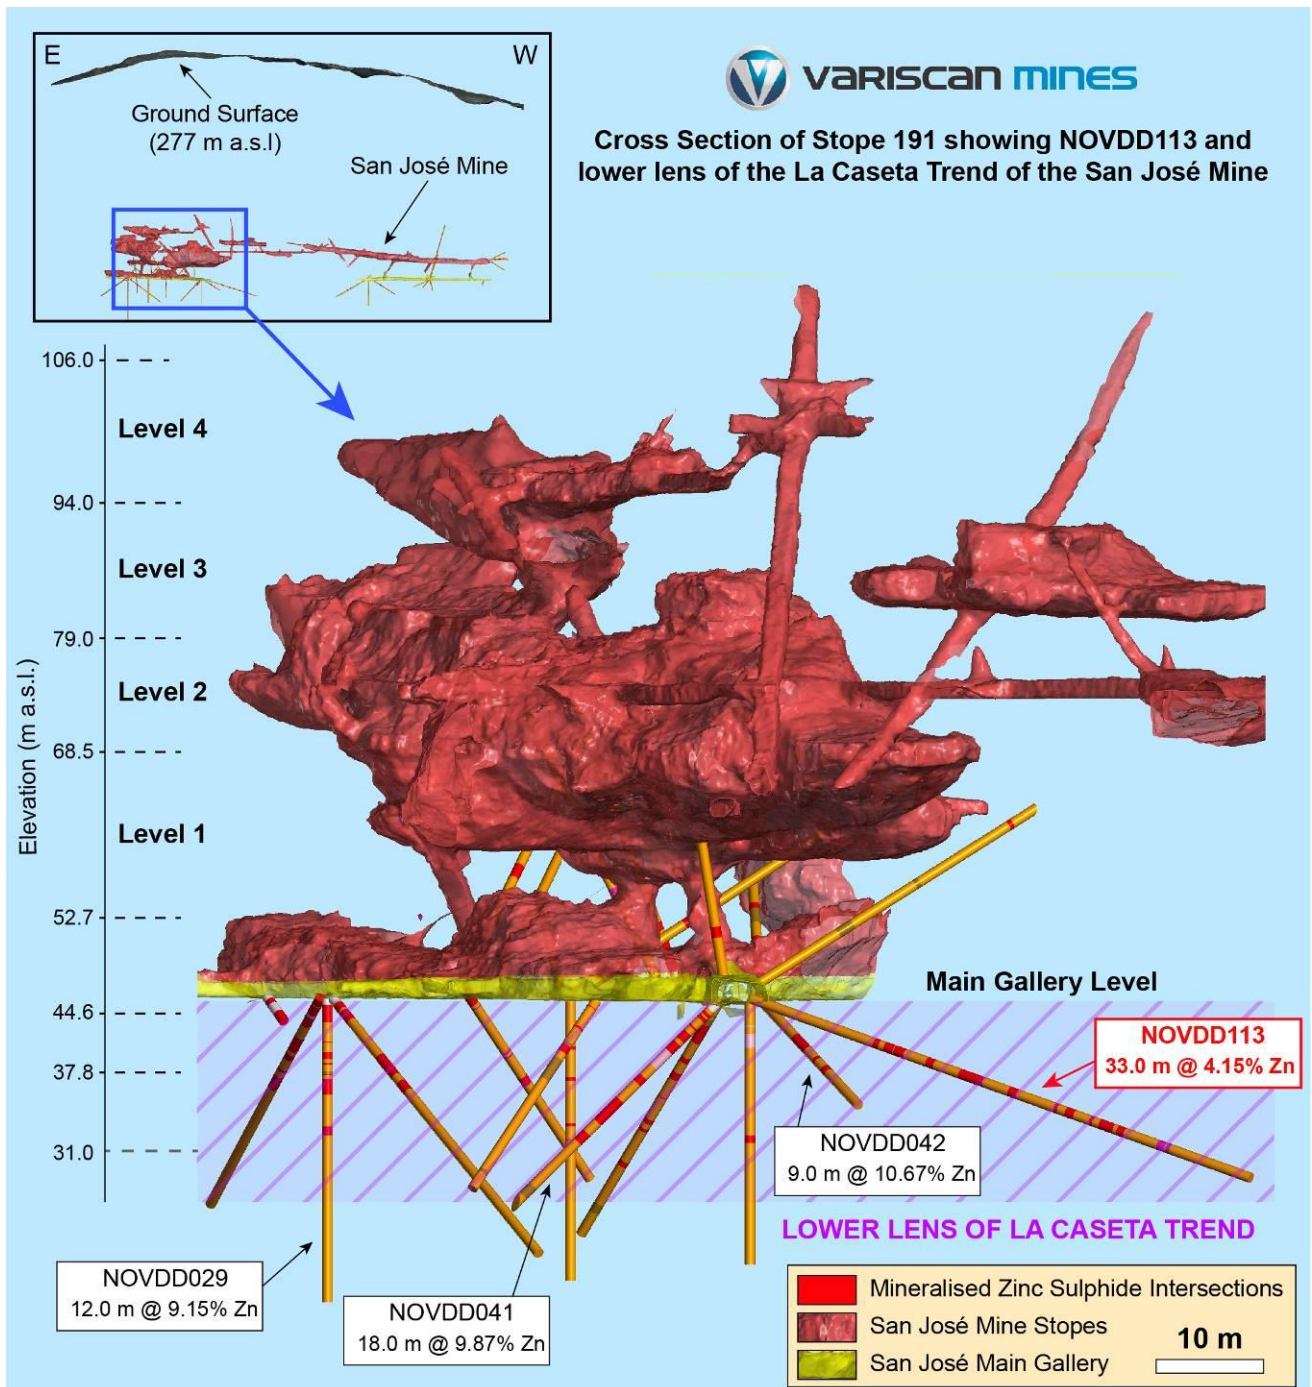 E
W
Ground Surface
(277 m a.s.l)
San José Mine
VARISCAN MINES
Cross Section of Stope 191 showing NOVDD113 and
lower lens of the La Caseta Trend of the San José Mine
Elevation (m a.s.l.)
106.0
Level 4
94.0
Level 3
79.0
Level 2
68.5
Level 1
52.7
Main Gallery Level
44.6
37.8
31.0
NOVDD113
33.0 m @ 4.15% Zn
NOVDD042
9.0 m @ 10.67% Zn
LOWER LENS OF LA CASETA TREND
NOVDD029
12.0 m @ 9.15% Zn
NOVDD041
18.0 m @ 9.87% Zn
Mineralised Zinc Sulphide Intersections
San José Mine Stopes
San José Main Gallery
10 m